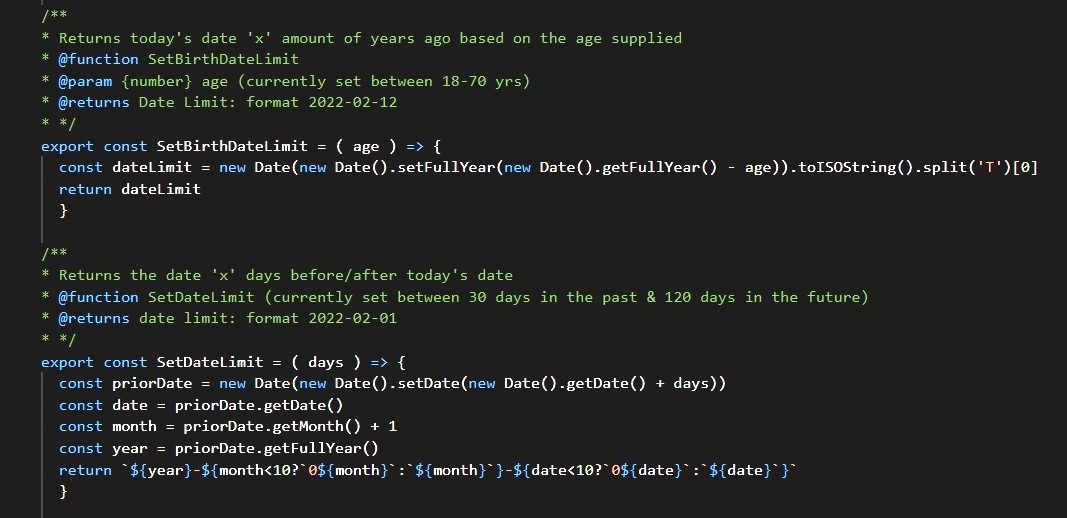 /**
* Returns today's date 'x' amount of years ago based on the age supplied
* @function SetBirthDateLimit
* @param {number} age (currently set between 18-70 yrs)
* @returns Date Limit: format 2022-02-12
* */
export const SetBirthDateLimit = ( age ) => {
const dateLimit = new Date(new Date().setFullYear(new Date().getFullYear() - age)).toISOString().split('T')[0]
return dateLimit
}
/**
* Returns the date 'x' days before/after today's date
* @function SetDateLimit (currently set between 30 days in the past & 120 days in the future)
* @returns date limit: format 2022-02-01
* */
export const SetDateLimit = ( days ) => {
const priorDate = new Date(new Date().setDate(new Date().getDate() + days))
const date = priorDate.getDate()
const month = priorDate.getMonth() + 1
const year = priorDate.getFullYear()
return `${year}-${month<10?`0${month}`:`${month}`}-${date<10?`0${date}`:`${date}`}`
}